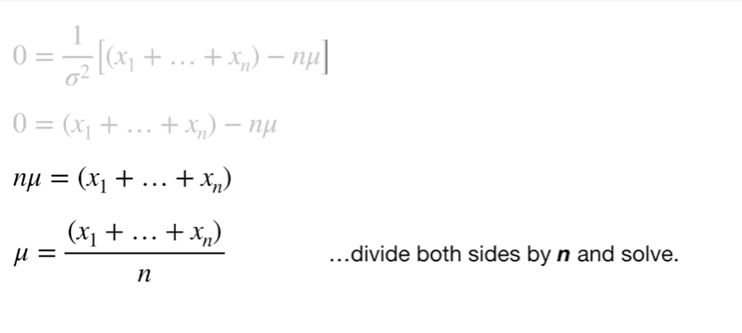 0 = 1/σ² [(x₁ + … + xₙ) − nμ]
0 = (x₁ + … + xₙ) − nμ
nμ = (x₁ + … + xₙ)
μ = (x₁ + … + xₙ)/n …divide both sides by n and solve.